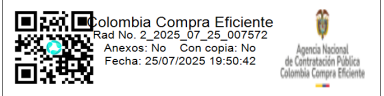 Colombia Compra Eficiente
Rad No. 2_2025_07_25_007572
Anexos: No Con copia: No
Fecha: 25/07/2025 19:50:42
Agencia Nacional
de Contratación Pública
Colombia Compra Eficiente